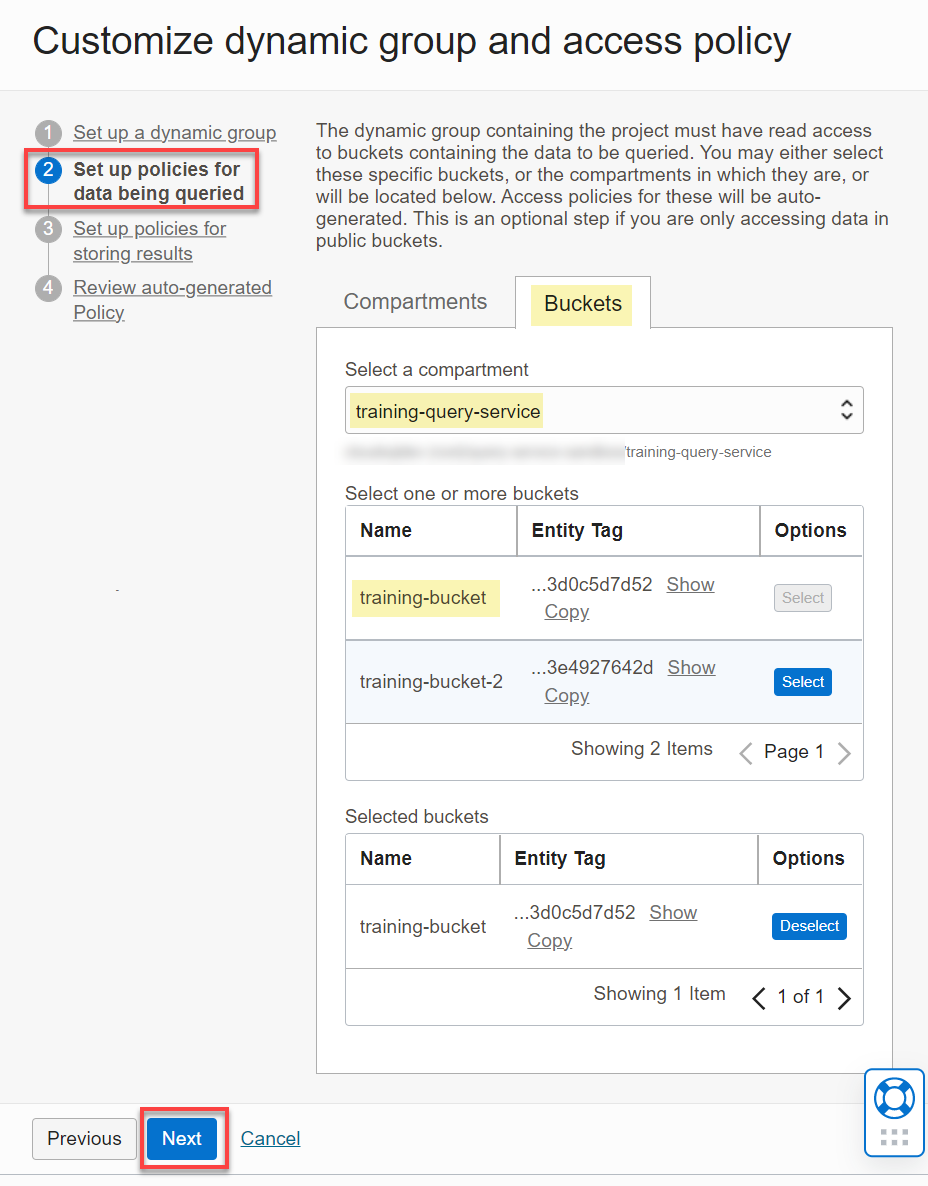 Customize dynamic group and access policy
1 Set up a dynamic group
2 Set up policies for
data being queried
3 Set up policies for
storing results
4 Review auto-generated
Policy
The dynamic group containing the project must have read access
to buckets containing the data to be queried. You may either select
these specific buckets, or the compartments in which they are, or
will be located below. Access policies for these will be auto-
generated. This is an optional step if you are only accessing data in
public buckets.
Compartments Buckets
Select a compartment
training-query-service
/training-query-service
Select one or more buckets
Name Entity Tag Options
training-bucket ...3d0c5d7d52 Show Select
Copy
training-bucket-2 ...3e4927642d Show Select
Copy
Showing 2 Items Page 1
Selected buckets
Name Entity Tag Options
training-bucket ...3d0c5d7d52 Show Deselect
Copy
Showing 1 Item 1 of 1
Previous Next Cancel